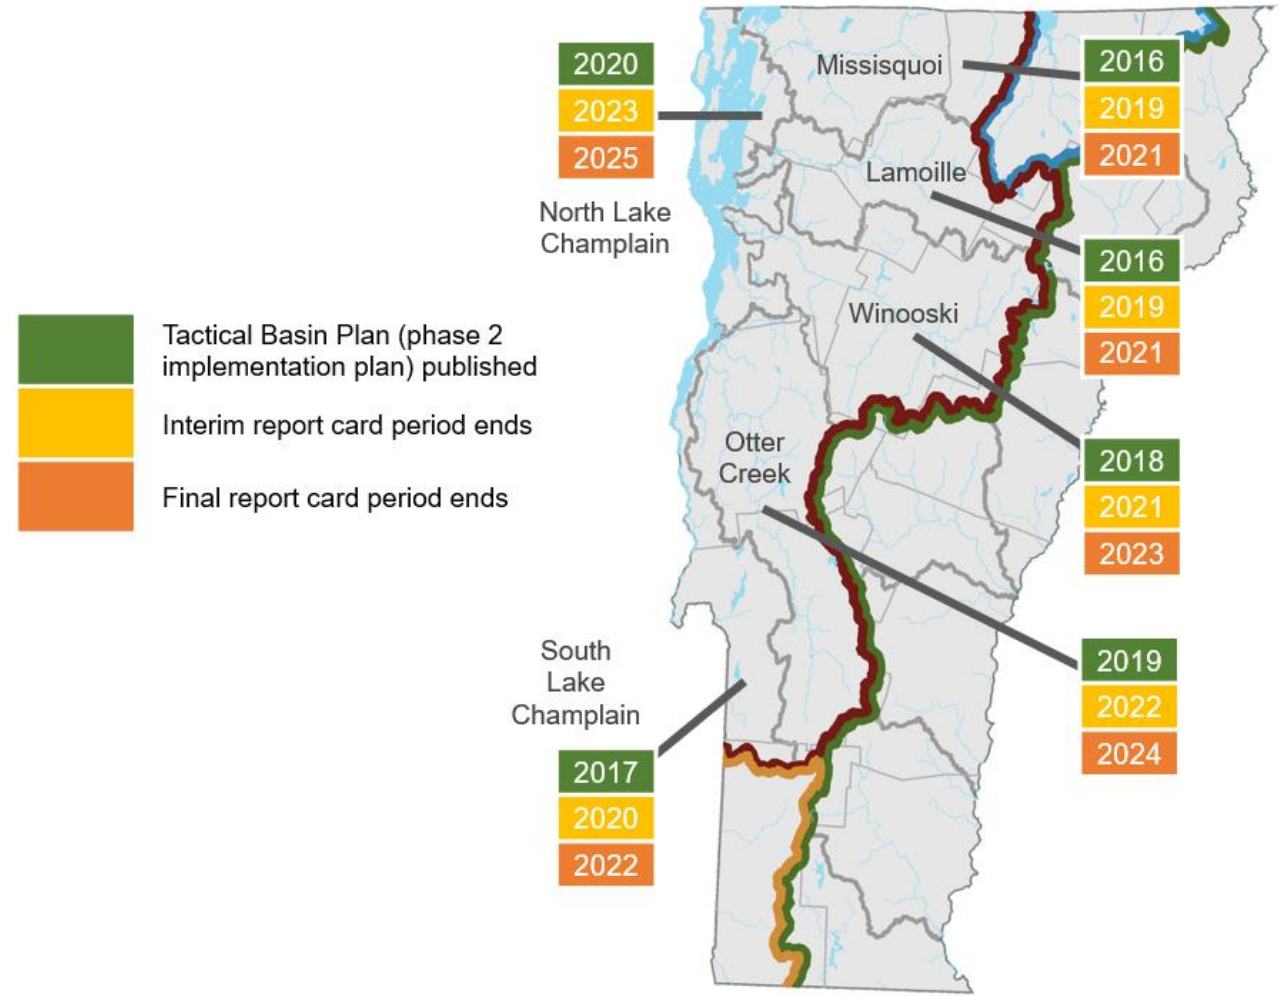 2020
2023
2025
North Lake
Champlain
Missisquoi
2016
2019
2021
Lamoille
2016
2019
2021
Winooski
2018
2021
2023
Tactical Basin Plan (phase 2
implementation plan) published
Interim report card period ends
Final report card period ends
Otter
Creek
2019
2022
2024
South
Lake
Champlain
2017
2020
2022